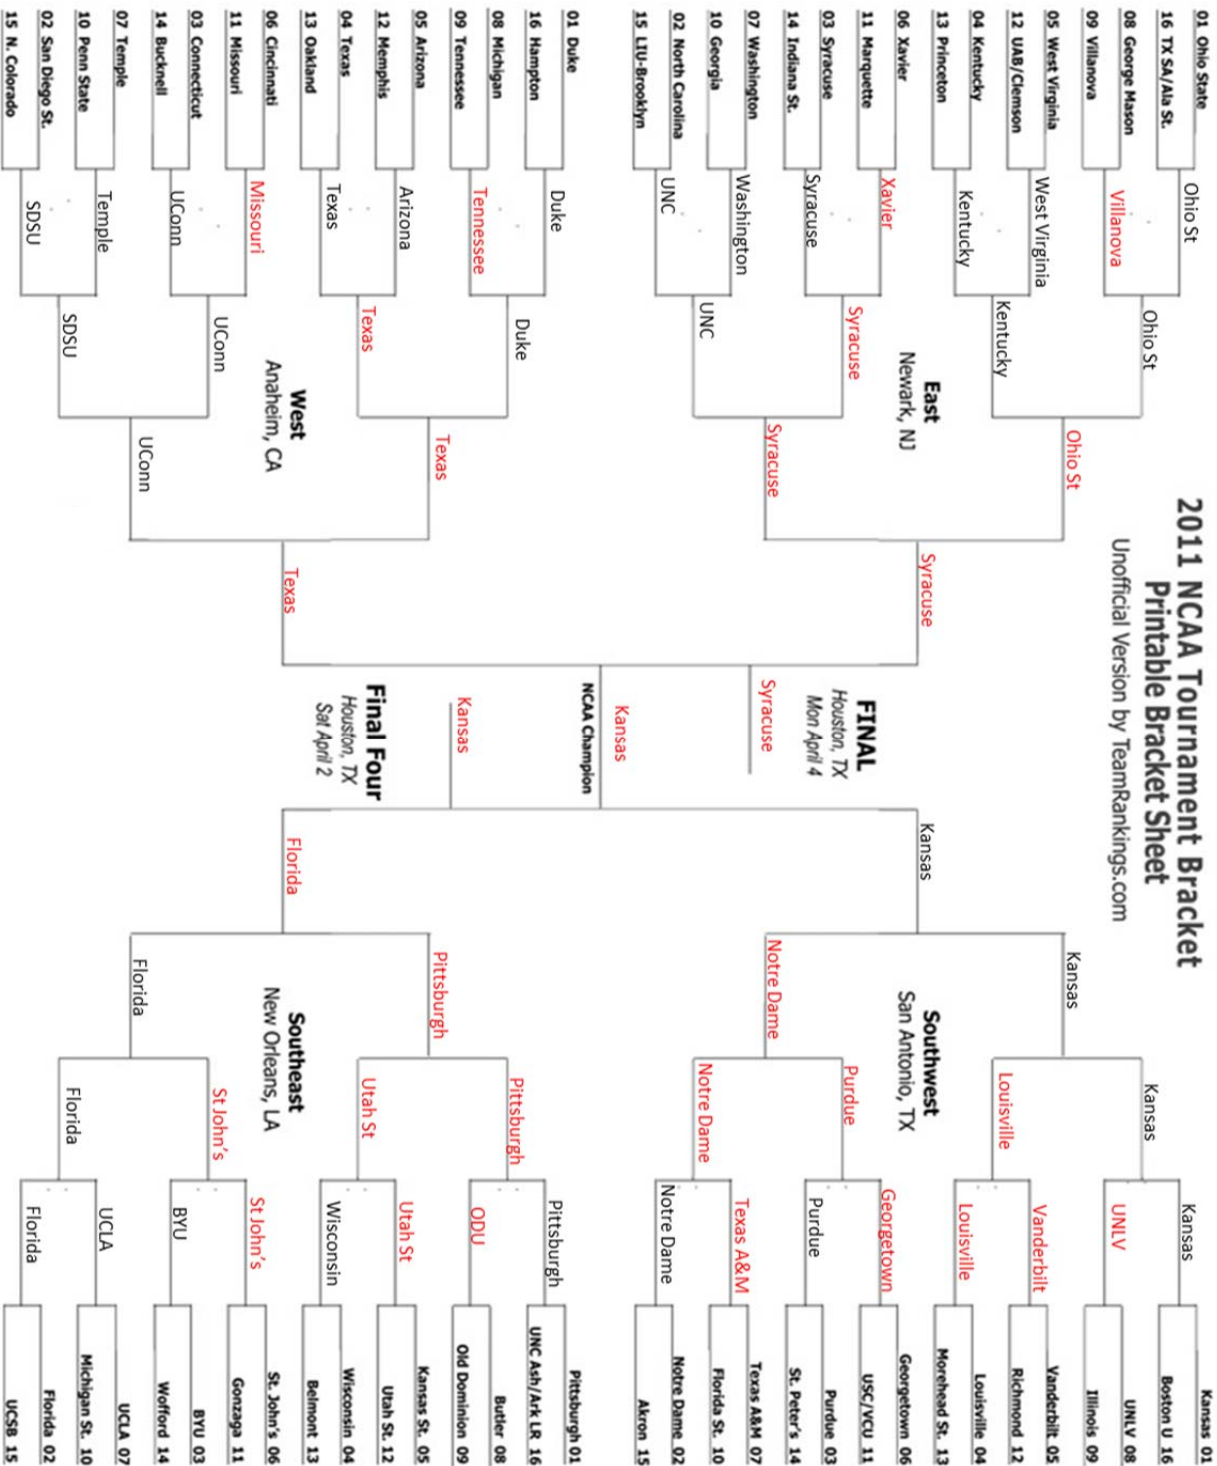 2011 NCAA Tournament Bracket
Printable Bracket Sheet
Unofficial Version by TeamRankings.com
01 Ohio State
16 TX SA/Ala St.
08 George Mason
09 Villanova
05 West Virginia
12 UAB/Clemson
04 Kentucky
13 Princeton
06 Xavier
11 Marquette
03 Syracuse
14 Indiana St.
07 Washington
10 Georgia
02 North Carolina
15 LIU-Brooklyn
Ohio St
Villanova
West Virginia
Kentucky
Xavier
Syracuse
Washington
UNC
Ohio St
Kentucky
Syracuse
UNC
East
Newark, NJ
Ohio St
Syracuse
Syracuse
01 Duke
16 Hampton
08 Michigan
09 Tennessee
05 Arizona
12 Memphis
04 Texas
13 Oakland
06 Cincinnati
11 Missouri
03 Connecticut
14 Bucknell
07 Temple
10 Penn State
02 San Diego St.
15 N. Colorado
Duke
Tennessee
Arizona
Texas
Missouri
UConn
Temple
SDSU
Duke
Texas
UConn
SDSU
West
Anaheim, CA
Texas
UConn
Texas
FINAL
Houston, TX
Mon April 4
Syracuse
Kansas
NCAA Champion
Kansas
Final Four
Houston, TX
Sat April 2
Kansas
Kansas
Notre Dame
Southwest
San Antonio, TX
Kansas
Louisville
Purdue
Notre Dame
Kansas
UNLV
Vanderbilt
Louisville
Georgetown
Purdue
Texas A&M
Notre Dame
Kansas 01
Boston U 16
UNLV 08
Illinois 09
Vanderbilt 05
Richmond 12
Louisville 04
Morehead St. 13
Georgetown 06
USC/VCU 11
Purdue 03
St. Peter's 14
Texas A&M 07
Florida St. 10
Notre Dame 02
Akron 15
Florida
Pittsburgh
Florida
Southeast
New Orleans, LA
Pittsburgh
Utah St
St John's
Florida
Pittsburgh
ODU
Utah St
Wisconsin
St John's
BYU
UCLA
Florida
Pittsburgh 01
UNC Ash/Ark LR 16
Butler 08
Old Dominion 09
Kansas St. 05
Utah St. 12
Wisconsin 04
Belmont 13
St. John's 06
Gonzaga 11
BYU 03
Wofford 14
UCLA 07
Michigan St. 10
Florida 02
UCSB 15